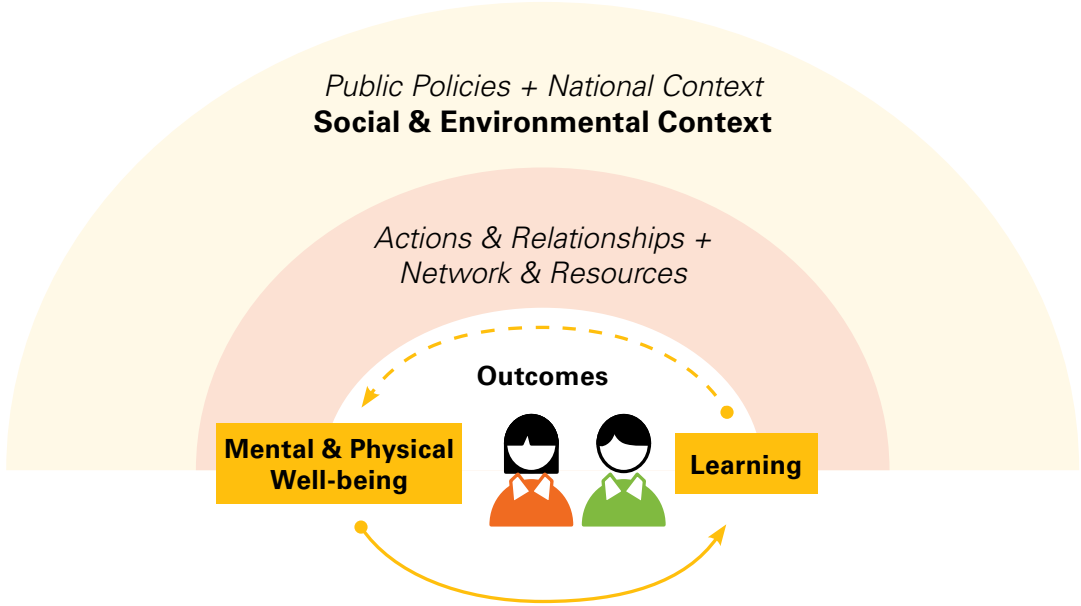 Public Policies + National Context
Social & Environmental Context
Actions & Relationships +
Network & Resources
Outcomes
Mental & Physical
Well-being
Learning